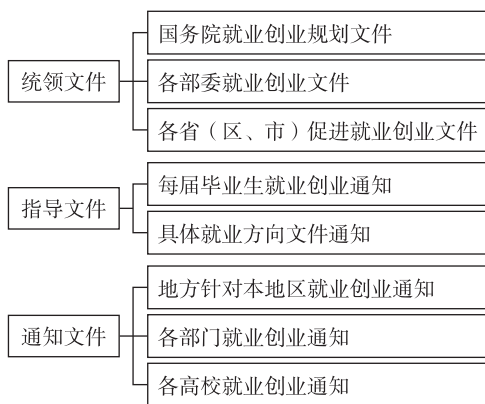 统领文件
国务院就业创业规划文件
各部委就业创业文件
各省（区、市）促进就业创业文件
指导文件
每届毕业生就业创业通知
具体就业方向文件通知
通知文件
地方针对本地区就业创业通知
各部门就业创业通知
各高校就业创业通知